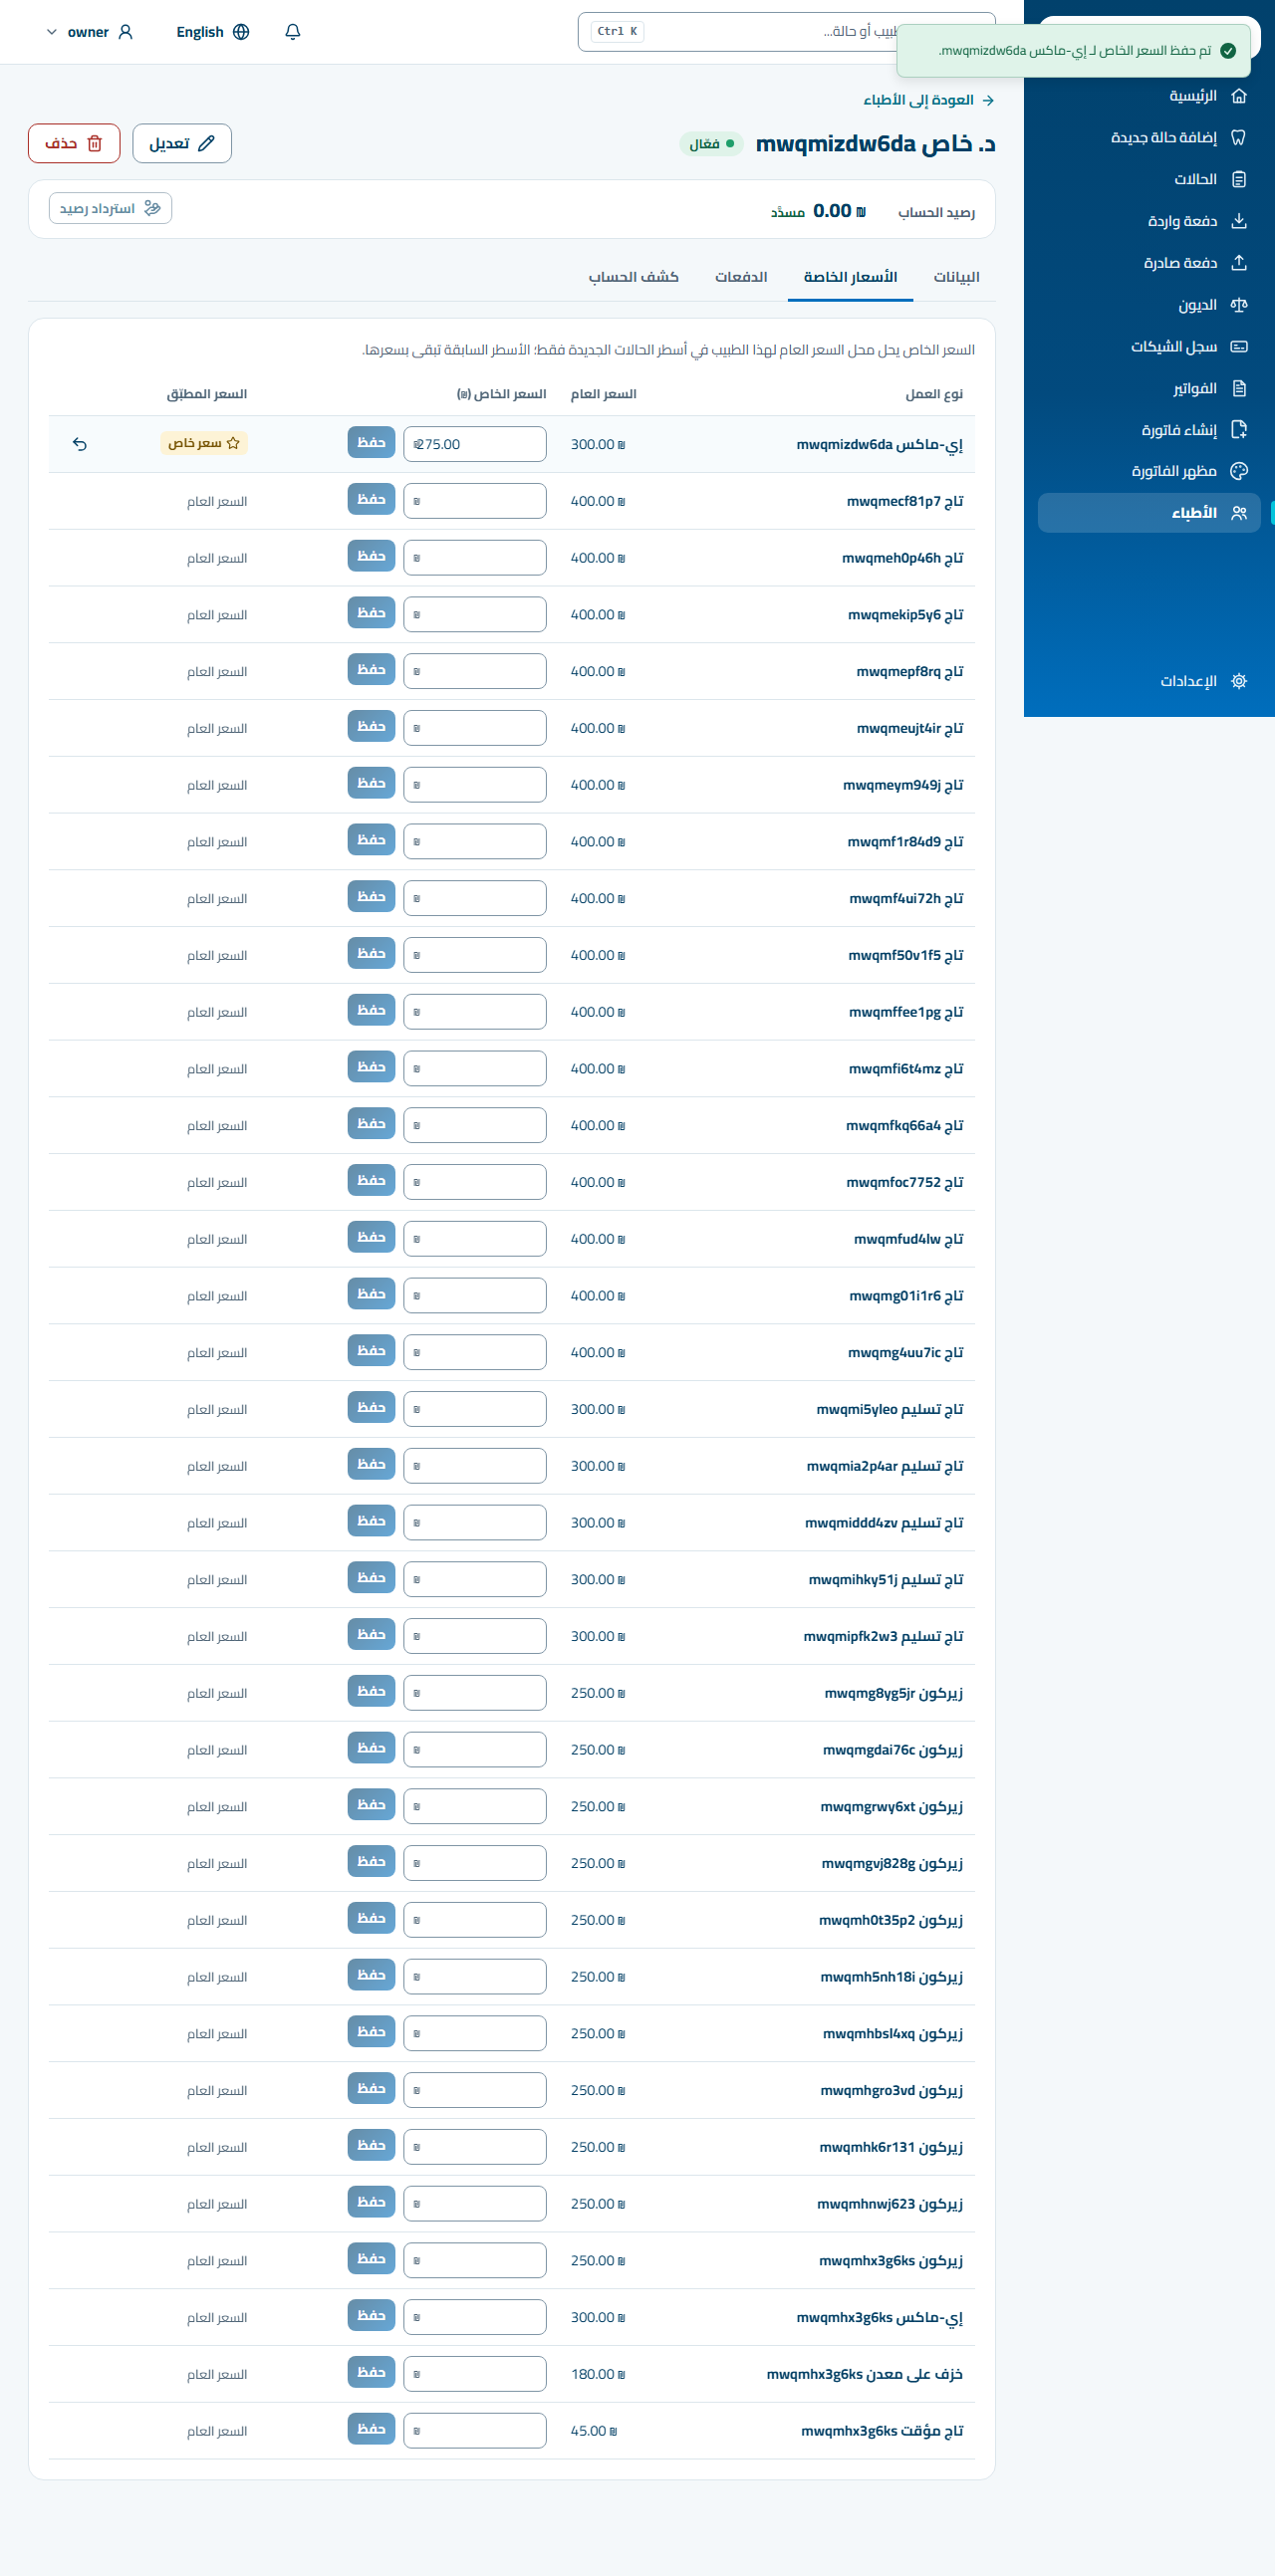 تم حفظ السعر الخاص لـ إي-ماكس mwqmizdw6da.
طبيب أو حالة...
Ctrl K
English
owner
الرئيسية
إضافة حالة جديدة
الحالات
دفعة واردة
دفعة صادرة
الديون
سجل الشيكات
الفواتير
إنشاء فاتورة
مظهر الفاتورة
الأطباء
الإعدادات
العودة إلى الأطباء
د. خاص mwqmizdw6da
فعّال
تعديل
حذف
رصيد الحساب ₪ 0.00 مسدَّد
استرداد رصيد
البيانات الأسعار الخاصة الدفعات كشف الحساب
السعر الخاص يحل محل السعر العام لهذا الطبيب في أسطر الحالات الجديدة فقط؛ الأسطر السابقة تبقى بسعرها.
نوع العمل السعر العام السعر الخاص (₪) السعر المطبّق
إي-ماكس mwqmizdw6da ₪ 300.00 275.00 ₪ حفظ سعر خاص
تاج mwqmecf81p7 ₪ 400.00 ₪ حفظ السعر العام
تاج mwqmeh0p46h ₪ 400.00 ₪ حفظ السعر العام
تاج mwqmekip5y6 ₪ 400.00 ₪ حفظ السعر العام
تاج mwqmepf8rq ₪ 400.00 ₪ حفظ السعر العام
تاج mwqmeujt4ir ₪ 400.00 ₪ حفظ السعر العام
تاج mwqmeym949j ₪ 400.00 ₪ حفظ السعر العام
تاج mwqmf1r84d9 ₪ 400.00 ₪ حفظ السعر العام
تاج mwqmf4ui72h ₪ 400.00 ₪ حفظ السعر العام
تاج mwqmf50v1f5 ₪ 400.00 ₪ حفظ السعر العام
تاج mwqmffee1pg ₪ 400.00 ₪ حفظ السعر العام
تاج mwqmfi6t4mz ₪ 400.00 ₪ حفظ السعر العام
تاج mwqmfkq66a4 ₪ 400.00 ₪ حفظ السعر العام
تاج mwqmfoc7752 ₪ 400.00 ₪ حفظ السعر العام
تاج mwqmfud4lw ₪ 400.00 ₪ حفظ السعر العام
تاج mwqmg01i1r6 ₪ 400.00 ₪ حفظ السعر العام
تاج mwqmg4uu7ic ₪ 400.00 ₪ حفظ السعر العام
تاج تسليم mwqmi5yleo ₪ 300.00 ₪ حفظ السعر العام
تاج تسليم mwqmia2p4ar ₪ 300.00 ₪ حفظ السعر العام
تاج تسليم mwqmiddd4zv ₪ 300.00 ₪ حفظ السعر العام
تاج تسليم mwqmihky51j ₪ 300.00 ₪ حفظ السعر العام
تاج تسليم mwqmipfk2w3 ₪ 300.00 ₪ حفظ السعر العام
زيركون mwqmg8yg5jr ₪ 250.00 ₪ حفظ السعر العام
زيركون mwqmgdai76c ₪ 250.00 ₪ حفظ السعر العام
زيركون mwqmgrwy6xt ₪ 250.00 ₪ حفظ السعر العام
زيركون mwqmgvj828g ₪ 250.00 ₪ حفظ السعر العام
زيركون mwqmh0t35p2 ₪ 250.00 ₪ حفظ السعر العام
زيركون mwqmh5nh18i ₪ 250.00 ₪ حفظ السعر العام
زيركون mwqmhbsl4xq ₪ 250.00 ₪ حفظ السعر العام
زيركون mwqmhgro3vd ₪ 250.00 ₪ حفظ السعر العام
زيركون mwqmhk6r131 ₪ 250.00 ₪ حفظ السعر العام
زيركون mwqmhnwj623 ₪ 250.00 ₪ حفظ السعر العام
زيركون mwqmhx3g6ks ₪ 250.00 ₪ حفظ السعر العام
إي-ماكس mwqmhx3g6ks ₪ 300.00 ₪ حفظ السعر العام
خزف على معدن mwqmhx3g6ks ₪ 180.00 ₪ حفظ السعر العام
تاج مؤقت mwqmhx3g6ks ₪ 45.00 ₪ حفظ السعر العام